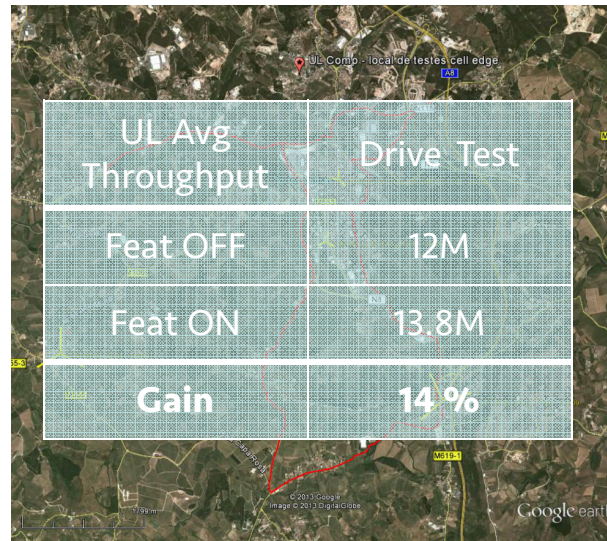 UL Comp - local de testes cell edge
A8
UL Avg
Throughput
Drive Test
Feat OFF
12M
N8
Feat ON
13.8M
Gain
14 %
M619-1
© 2013 Google
Image © 2013 DigitalGlobe
1799 m
Google earth